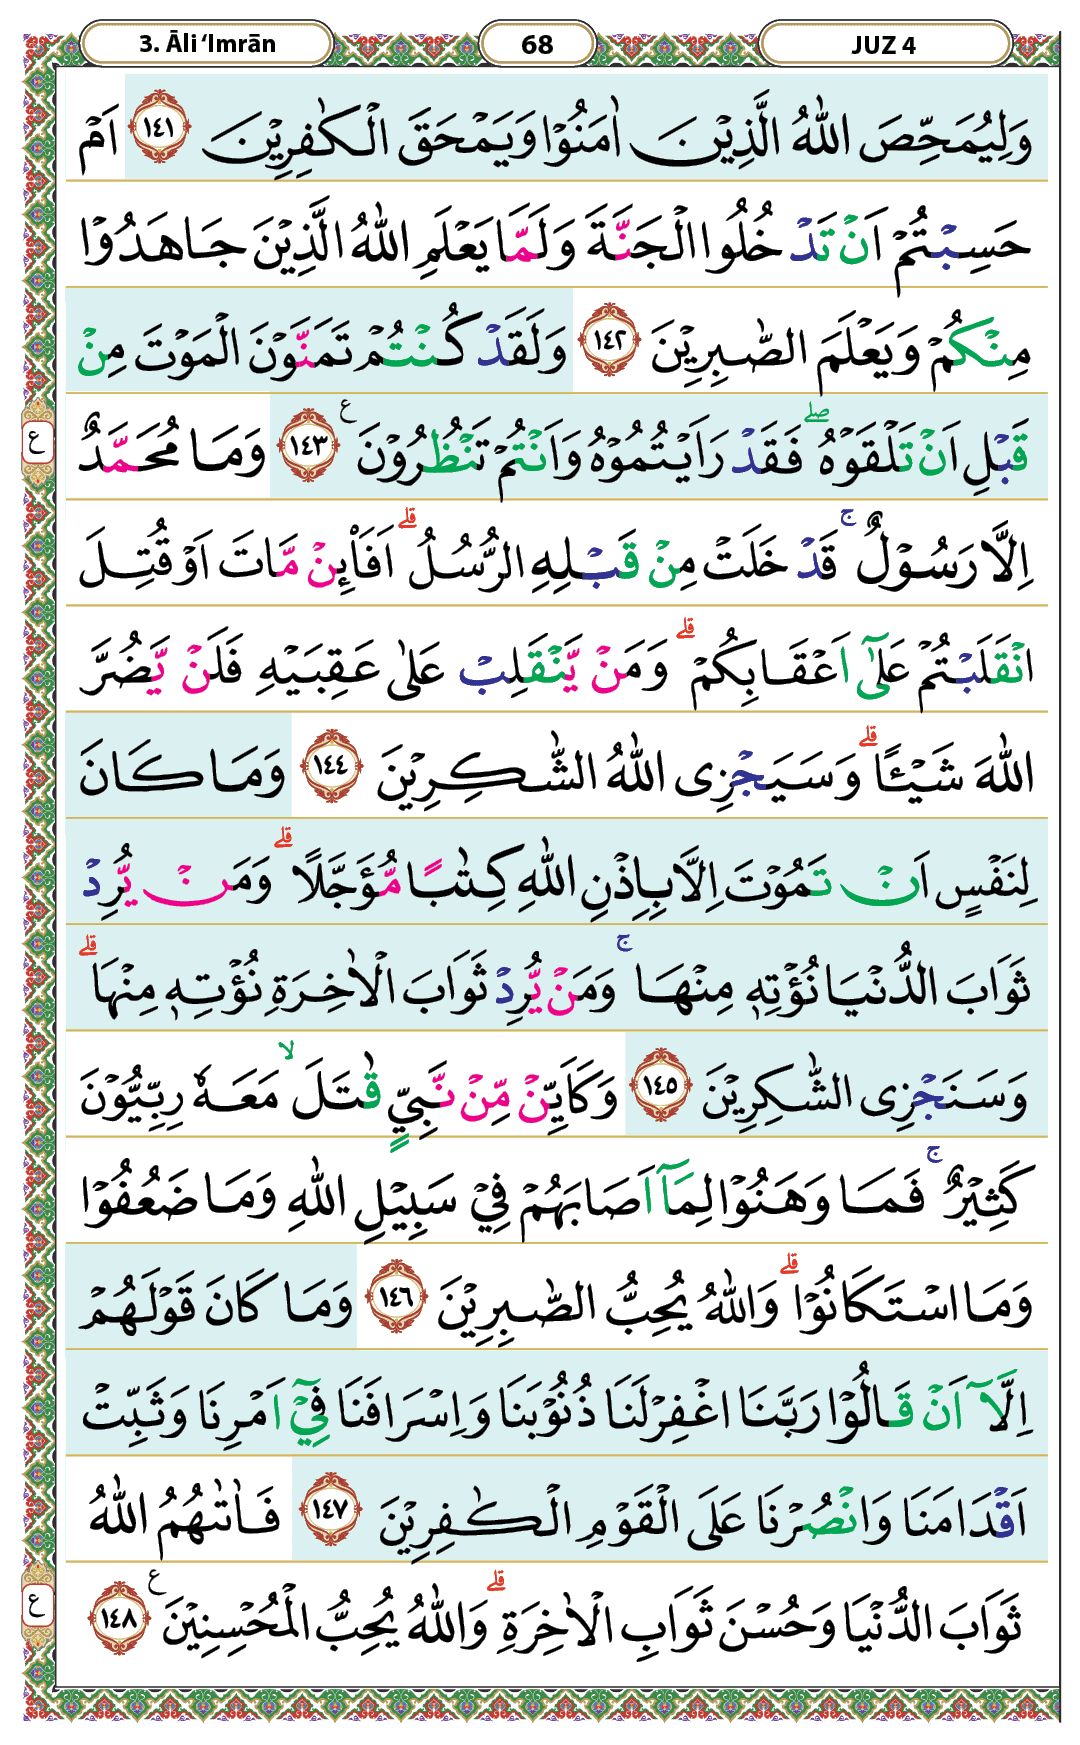 3. Āli ‘Imrān 68 JUZ 4
وَلِيُمَحِّصَ اللّٰهُ الَّذِيْنَ اٰمَنُوْا وَيَمْحَقَ الْكٰفِرِيْنَ ١٤١ اَمْ
حَسِبْتُمْ اَنْ تَدْخُلُوا الْجَنَّةَ وَلَمَّا يَعْلَمِ اللّٰهُ الَّذِيْنَ جَاهَدُوْا
مِنْكُمْ وَيَعْلَمَ الصّٰبِرِيْنَ ١٤٢ وَلَقَدْ كُنْتُمْ تَمَنَّوْنَ الْمَوْتَ مِنْ
ع قَبْلِ اَنْ تَلْقَوْهُ ۖ فَقَدْ رَاَيْتُمُوْهُ وَاَنْتُمْ تَنْظُرُوْنَ ࣖ ١٤٣ وَمَا مُحَمَّدٌ
اِلَّا رَسُوْلٌ ۚ قَدْ خَلَتْ مِنْ قَبْلِهِ الرُّسُلُ ۗ اَفَاۡىِٕنْ مَّاتَ اَوْ قُتِلَ
انْقَلَبْتُمْ عَلٰٓى اَعْقَابِكُمْ ۗ وَمَنْ يَّنْقَلِبْ عَلٰى عَقِبَيْهِ فَلَنْ يَّضُرَّ
اللّٰهَ شَيْـًٔا ۗ وَسَيَجْزِى اللّٰهُ الشّٰكِرِيْنَ ١٤٤ وَمَا كَانَ
لِنَفْسٍ اَنْ تَمُوْتَ اِلَّا بِاِذْنِ اللّٰهِ كِتٰبًا مُّؤَجَّلًا ۗ وَمَنْ يُّرِدْ
ثَوَابَ الدُّنْيَا نُؤْتِهٖ مِنْهَا ۚ وَمَنْ يُّرِدْ ثَوَابَ الْاٰخِرَةِ نُؤْتِهٖ مِنْهَا ۗ
وَسَنَجْزِى الشّٰكِرِيْنَ ١٤٥ وَكَاَيِّنْ مِّنْ نَّبِيٍّ قٰتَلَ ۙ مَعَهٗ رِبِّيُّوْنَ
كَثِيْرٌ ۚ فَمَا وَهَنُوْا لِمَآ اَصَابَهُمْ فِيْ سَبِيْلِ اللّٰهِ وَمَا ضَعُفُوْا
وَمَا اسْتَكَانُوْا ۗ وَاللّٰهُ يُحِبُّ الصّٰبِرِيْنَ ١٤٦ وَمَا كَانَ قَوْلَهُمْ
اِلَّآ اَنْ قَالُوْا رَبَّنَا اغْفِرْ لَنَا ذُنُوْبَنَا وَاِسْرَافَنَا فِيْٓ اَمْرِنَا وَثَبِّتْ
اَقْدَامَنَا وَانْصُرْنَا عَلَى الْقَوْمِ الْكٰفِرِيْنَ ١٤٧ فَاٰتٰىهُمُ اللّٰهُ
ع ثَوَابَ الدُّنْيَا وَحُسْنَ ثَوَابِ الْاٰخِرَةِ ۗ وَاللّٰهُ يُحِبُّ الْمُحْسِنِيْنَ ࣖ ١٤٨